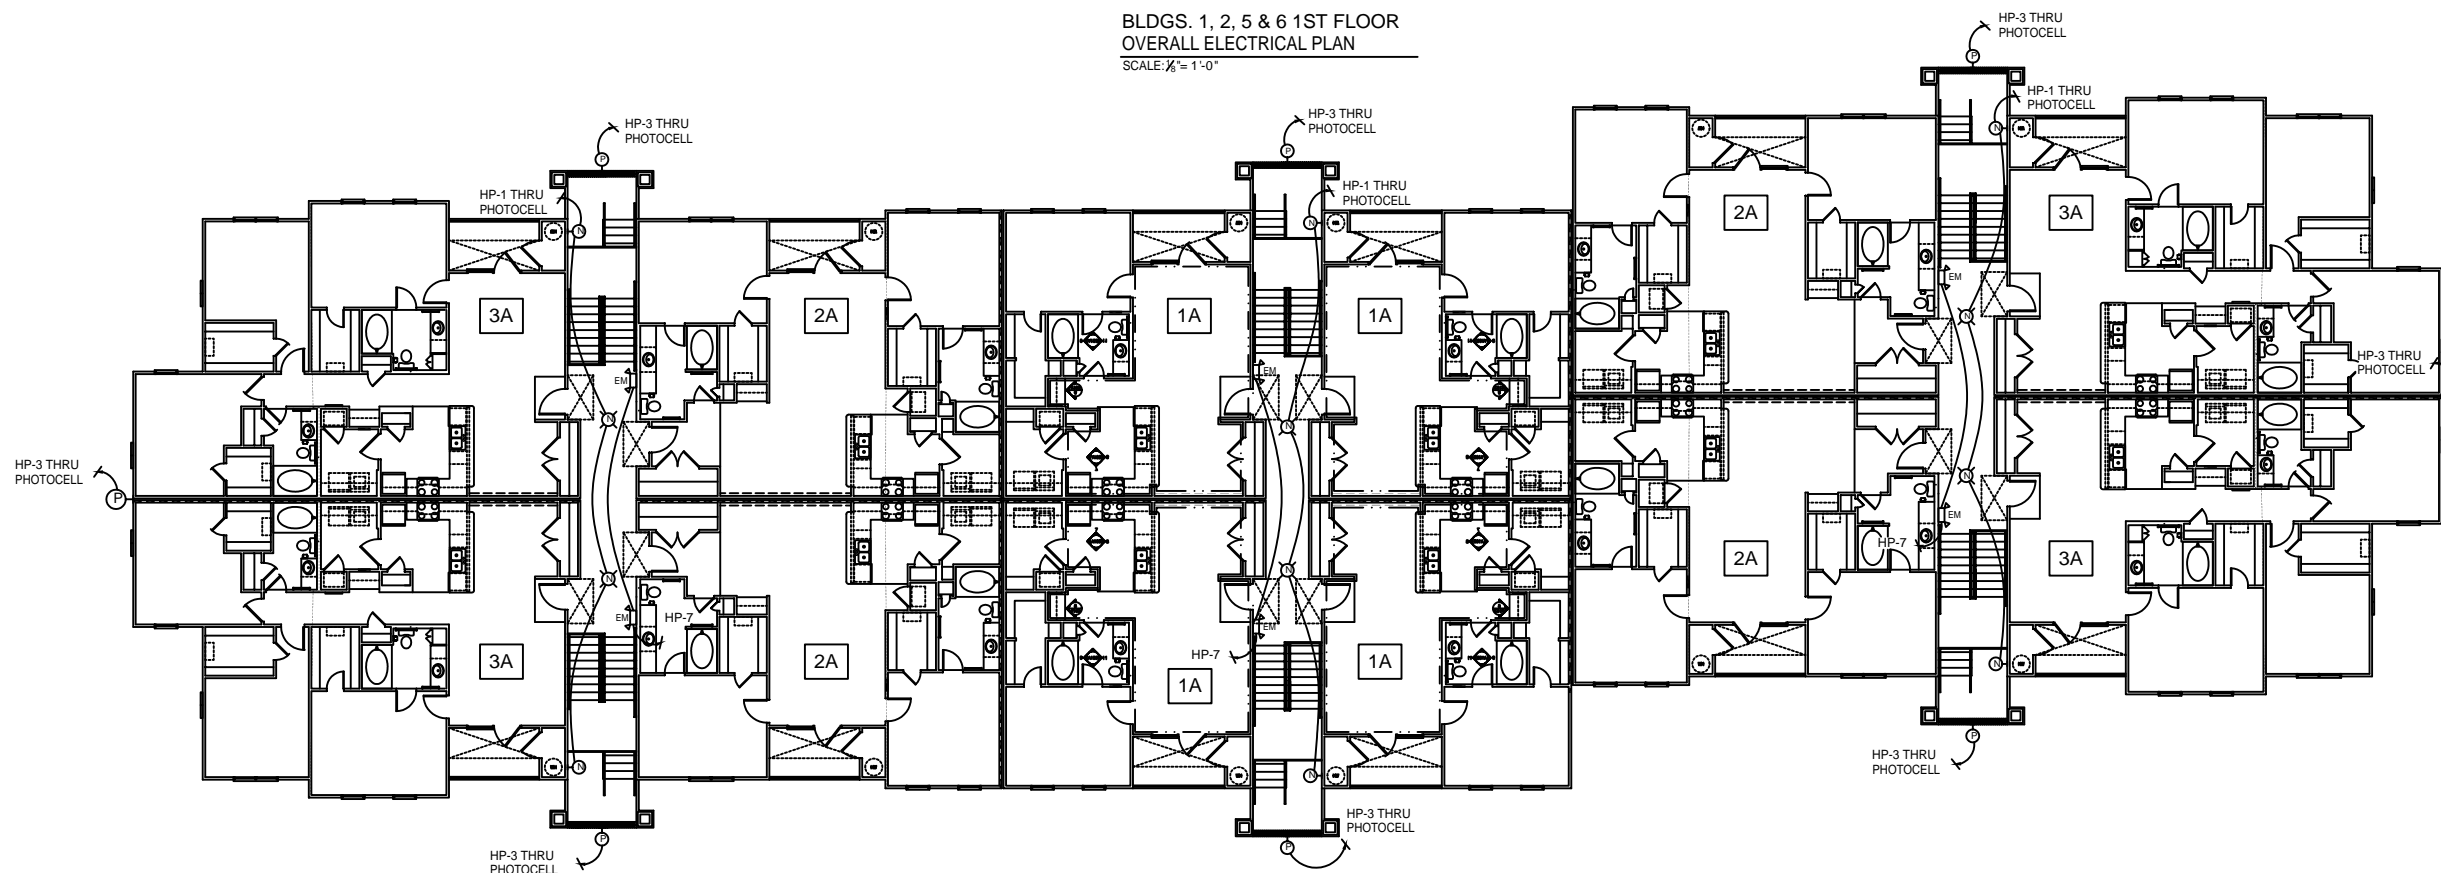 BLDGS. 1, 2, 5 & 6 1ST FLOOR
OVERALL ELECTRICAL PLAN
SCALE: ⅛"= 1'-0"
HP-3 THRU
PHOTOCELL
P
HP-1 THRU
PHOTOCELL
N
HP-3 THRU
PHOTOCELL
P
HP-3 THRU
PHOTOCELL
P
HP-1 THRU
PHOTOCELL
N
HP-1 THRU
PHOTOCELL
N
2A
3A
3A
2A
1A
1A
EM
N
EM
EM
N
N
HP-3 THRU
PHOTOCELL
HP-3 THRU
PHOTOCELL
P
N
EM
HP-7
N
N
2A
3A
EM
HP-7
EM
HP-7
3A
2A
1A
1A
N
N
N
P
HP-3 THRU
PHOTOCELL
HP-3 THRU
PHOTOCELL
P
P
HP-3 THRU
PHOTOCELL